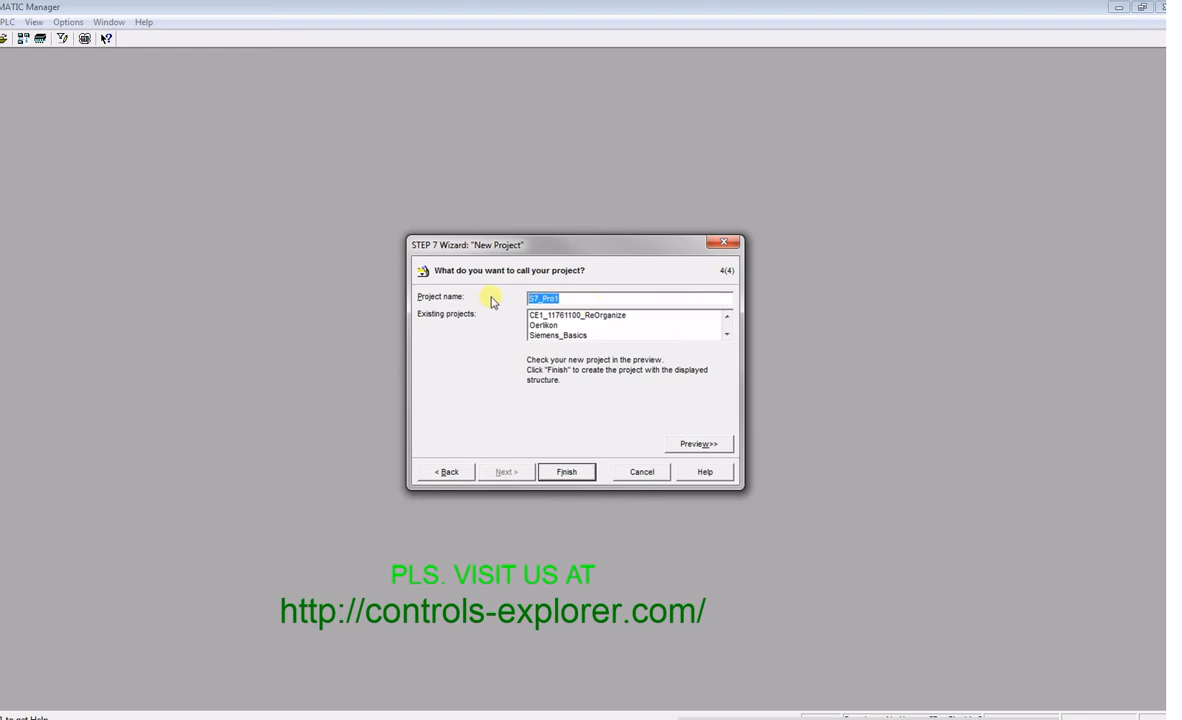 MATIC Manager
PLC View Options Window Help
STEP 7 Wizard: "New Project"
What do you want to call your project? 4(4)
Project name: S7_Pro1
Existing projects: CE1_11761100_ReOrganize
Oerlikon
Siemens_Basics
Check your new project in the preview.
Click "Finish" to create the project with the displayed
structure.
Preview>>
< Back Next > Finish Cancel Help
PLS. VISIT US AT
http://controls-explorer.com/